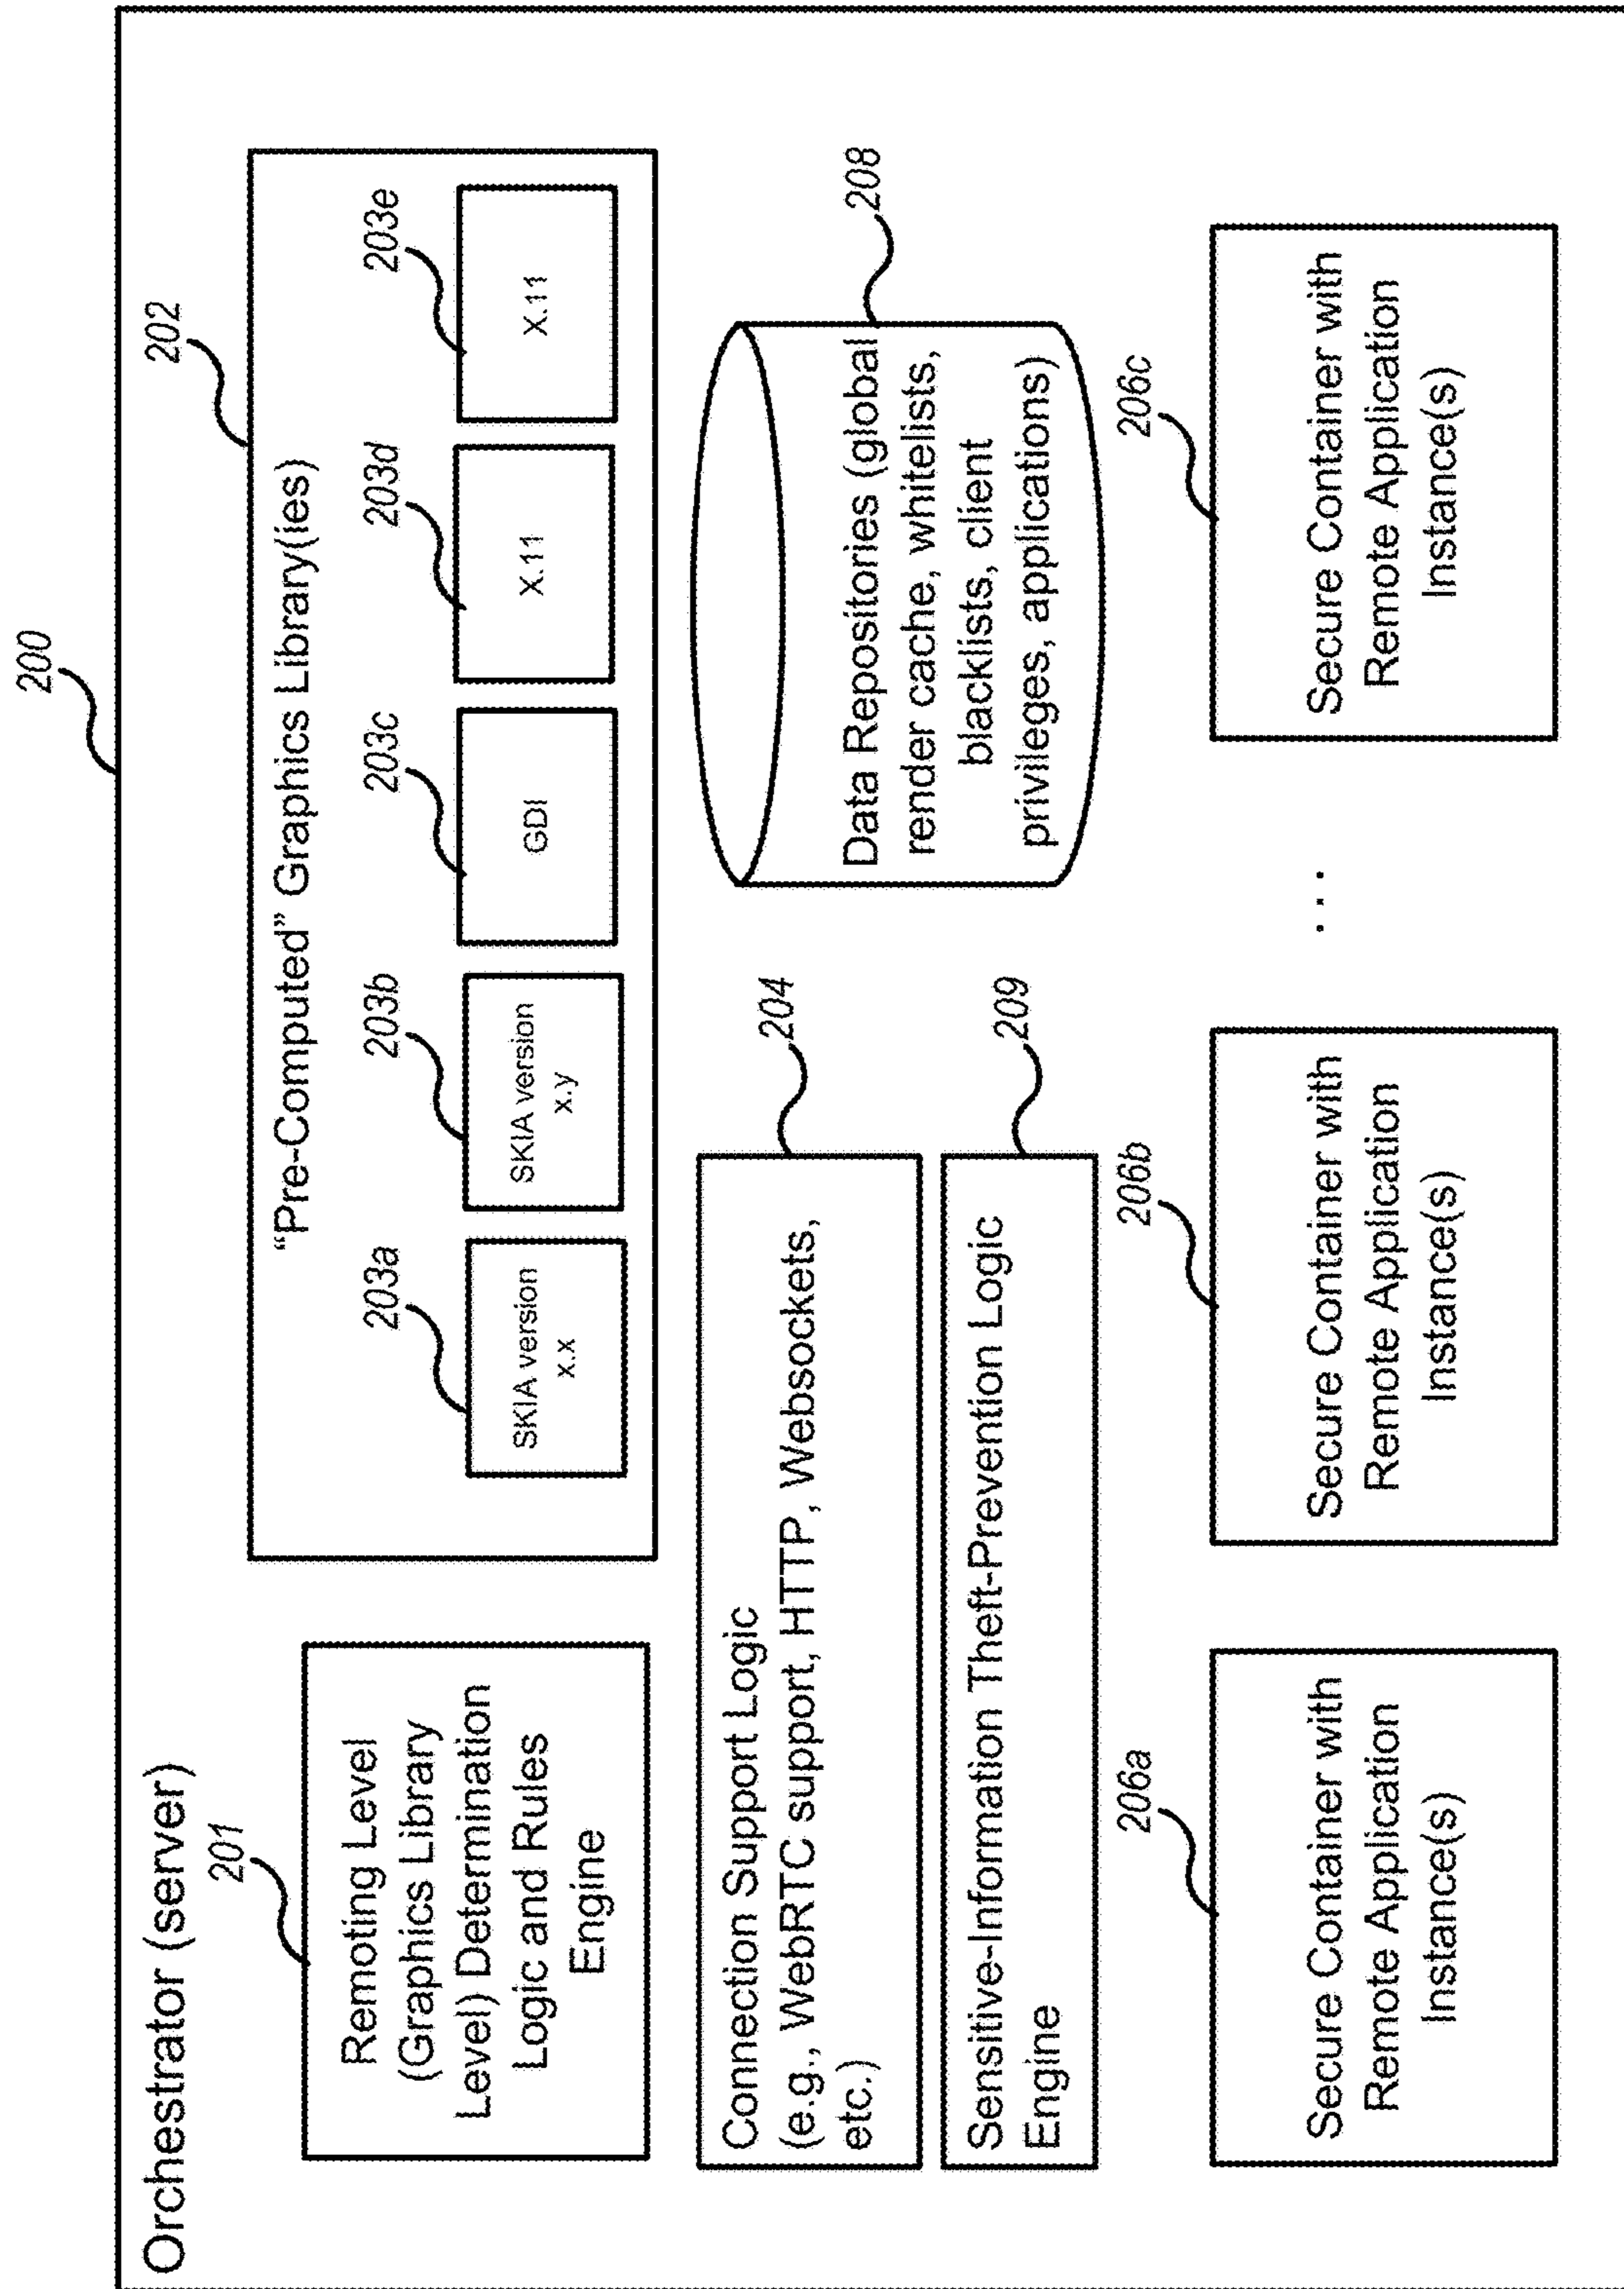 200
Orchestrator (server)
201
Remoting Level
(Graphics Library
Level) Determination
Logic and Rules
Engine
202
“Pre-Computed” Graphics Library(ies)
203a
SKIA version
x.x
203b
SKIA version
x.y
203c
GDI
203d
X.11
203e
X.11
204
Connection Support Logic
(e.g., WebRTC support, HTTP, Websockets,
etc.)
209
Sensitive-Information Theft-Prevention Logic
Engine
208
Data Repositories (global
render cache, whitelists,
blacklists, client
privileges, applications)
206a
Secure Container with
Remote Application
Instance(s)
206b
Secure Container with
Remote Application
Instance(s)
...
206c
Secure Container with
Remote Application
Instance(s)